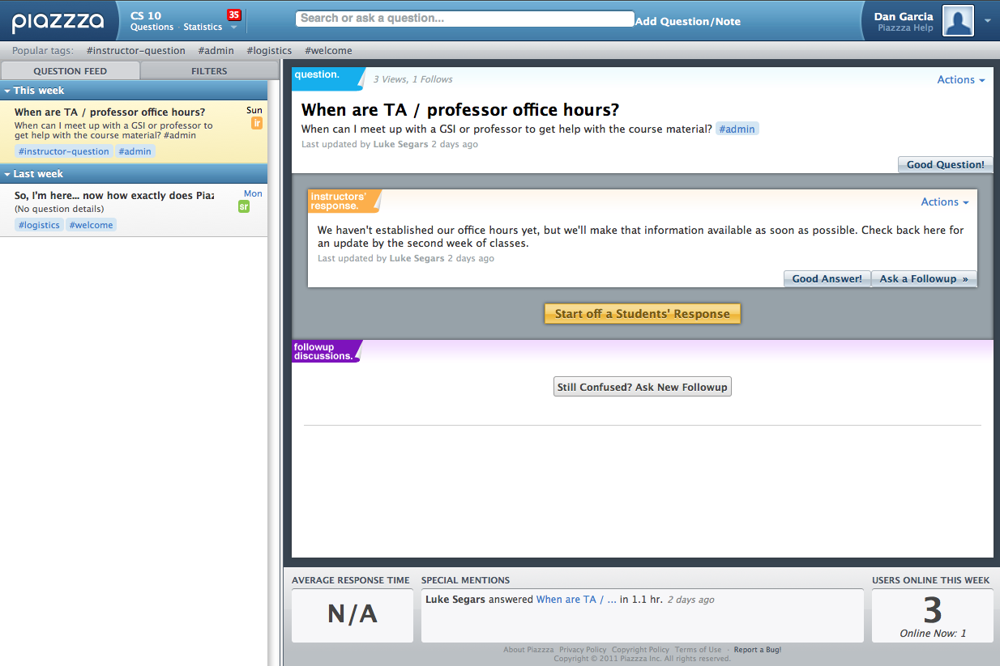 piazzza
CS 10
35
Questions · Statistics
Search or ask a question...
Add Question/Note
Dan Garcia
Piazzza Help
Popular tags: #instructor-question #admin #logistics #welcome
QUESTION FEED
FILTERS
This week
When are TA / professor office hours?
Sun
When can I meet up with a GSI or professor to
get help with the course material? #admin
ir
#instructor-question #admin
Last week
So, I'm here... now how exactly does Piaz
Mon
(No question details)
sr
#logistics #welcome
question.
3 Views, 1 Follows
Actions
When are TA / professor office hours?
When can I meet up with a GSI or professor to get help with the course material? #admin
Last updated by Luke Segars 2 days ago
Good Question!
instructors'
response.
Actions
We haven't established our office hours yet, but we'll make that information available as soon as possible. Check back here for
an update by the second week of classes.
Last updated by Luke Segars 2 days ago
Good Answer!
Ask a Followup »
Start off a Students' Response
followup
discussions.
Still Confused? Ask New Followup
AVERAGE RESPONSE TIME
N/A
SPECIAL MENTIONS
Luke Segars answered When are TA / ... in 1.1 hr. 2 days ago
USERS ONLINE THIS WEEK
3
Online Now: 1
About Piazzza Privacy Policy Copyright Policy Terms of Use · Report a Bug!
Copyright © 2011 Piazzza Inc. All rights reserved.